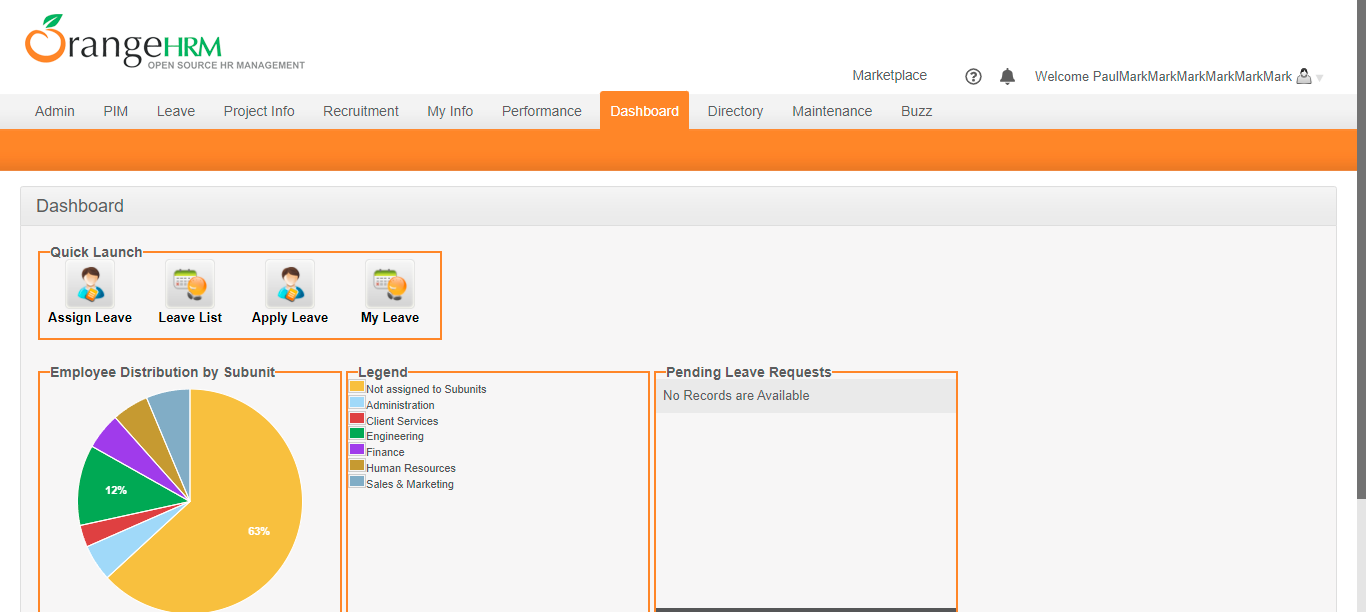 OrangeHRM
OPEN SOURCE HR MANAGEMENT
Marketplace ? Welcome PaulMarkMarkMarkMarkMarkMark
Admin PIM Leave Project Info Recruitment My Info Performance Dashboard Directory Maintenance Buzz
Dashboard
Quick Launch
Assign Leave Leave List Apply Leave My Leave
Employee Distribution by Subunit
12%
63%
Legend
Not assigned to Subunits
Administration
Client Services
Engineering
Finance
Human Resources
Sales & Marketing
Pending Leave Requests
No Records are Available